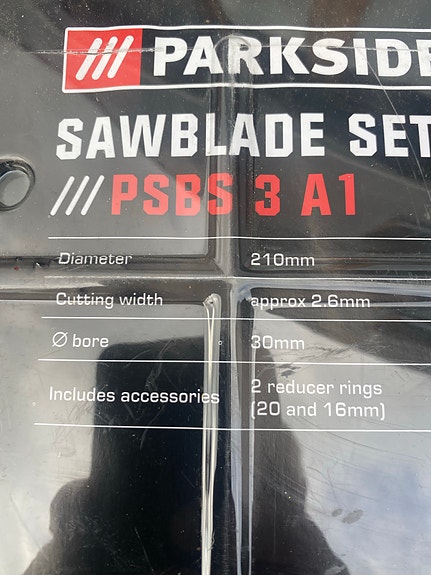 /// PARKSIDE
SAWBLADE SET
/// PSBS 3 A1
Diameter 210mm
Cutting width approx 2.6mm
Ø bore 30mm
Includes accessories 2 reducer rings
(20 and 16mm)